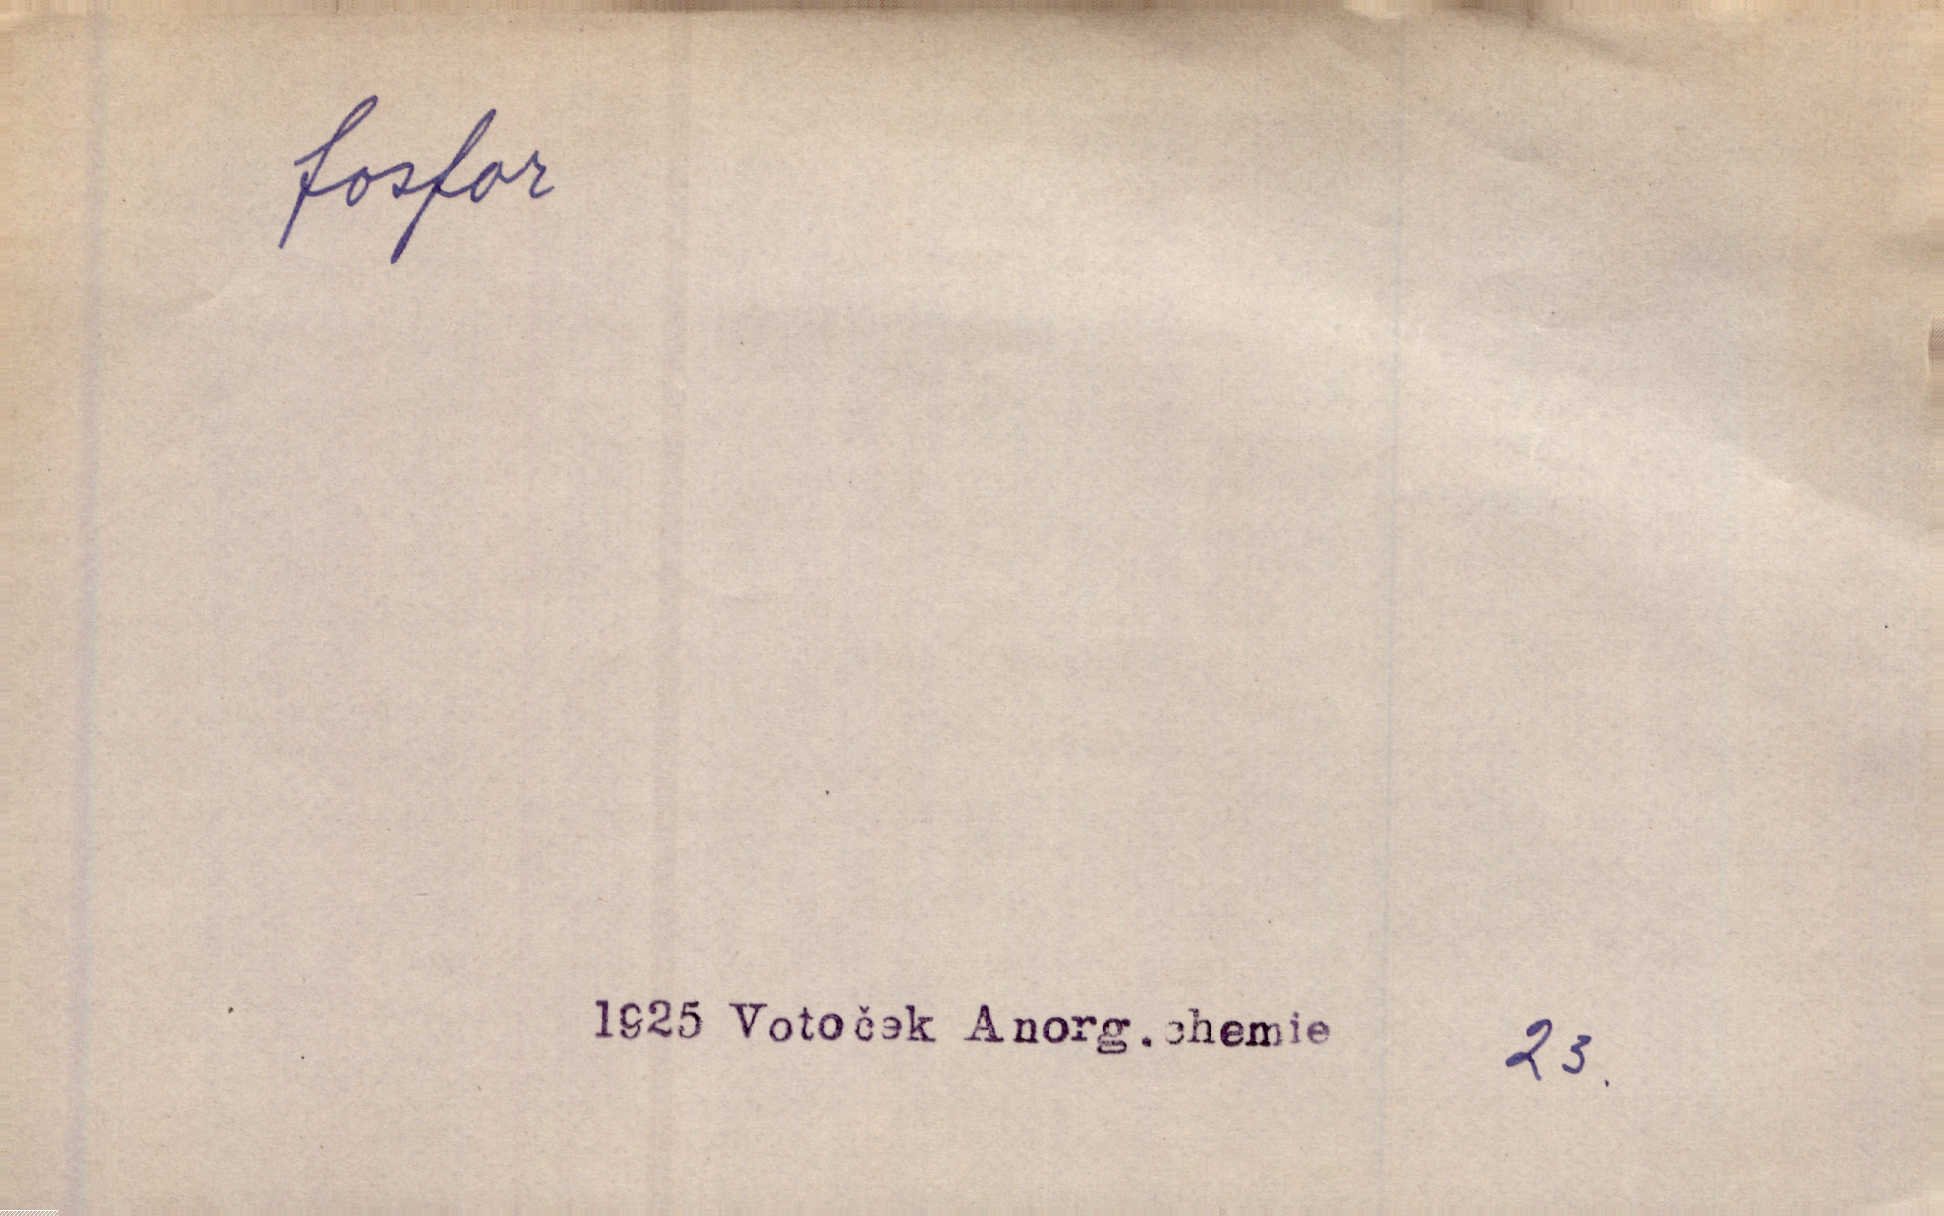 fosfor
1925 Votoček Anorg.chemie 23.